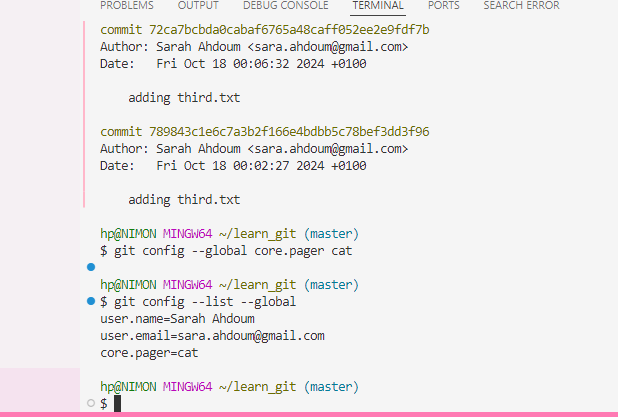 PROBLEMS OUTPUT DEBUG CONSOLE TERMINAL PORTS SEARCH ERROR
commit 72ca7bcbda0cabaf6765a48caff052ee2e9fdf7b
Author: Sarah Ahdoum <sara.ahdoum@gmail.com>
Date:   Fri Oct 18 00:06:32 2024 +0100
adding third.txt
commit 789843c1e6c7a3b2f166e4bdbb5c78bef3dd3f96
Author: Sarah Ahdoum <sara.ahdoum@gmail.com>
Date:   Fri Oct 18 00:02:27 2024 +0100
adding third.txt
hp@NIMON MINGW64 ~/learn_git (master)
$ git config --global core.pager cat
hp@NIMON MINGW64 ~/learn_git (master)
$ git config --list --global
user.name=Sarah Ahdoum
user.email=sara.ahdoum@gmail.com
core.pager=cat
hp@NIMON MINGW64 ~/learn_git (master)
$